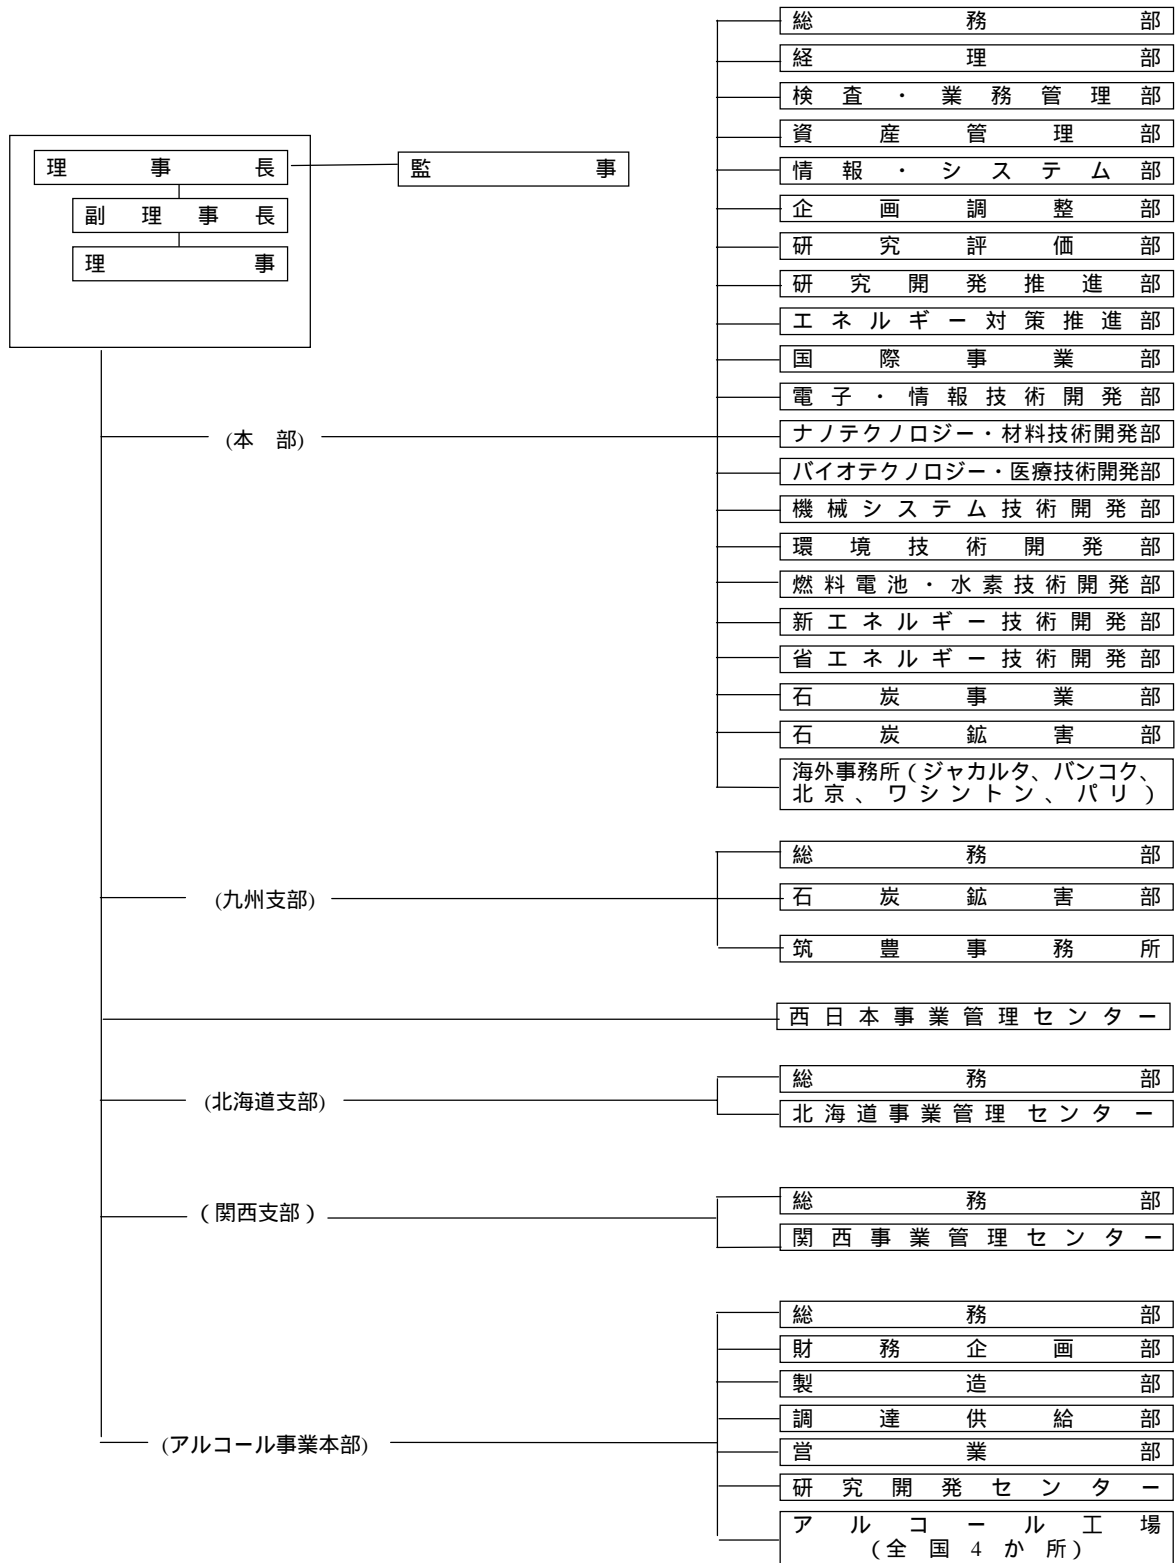 理事長
監事
副理事長
理事
(本 部)
総務部
経理部
検査・業務管理部
資産管理部
情報・システム部
企画調整部
研究評価部
研究開発推進部
エネルギー対策推進部
国際事業部
電子・情報技術開発部
ナノテクノロジー・材料技術開発部
バイオテクノロジー・医療技術開発部
機械システム技術開発部
環境技術開発部
燃料電池・水素技術開発部
新エネルギー技術開発部
省エネルギー技術開発部
石炭事業部
石炭鉱害部
海外事務所(ジャカルタ、バンコク、
北京、ワシントン、パリ)
(九州支部)
総務部
石炭鉱害部
筑豊事務所
西日本事業管理センター
(北海道支部)
総務部
北海道事業管理センター
(関西支部)
総務部
関西事業管理センター
(アルコール事業本部)
総務部
財務企画部
製造部
調達供給部
営業部
研究開発センター
アルコール工場
(全国4か所)